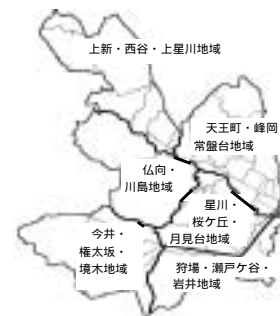 上新・西谷・上星川地域
天王町・峰岡
常盤台地域
仏向・
川島地域
星川・
桜ケ丘・
月見台地域
今井・
権太坂・
境木地域
狩場・瀬戸ケ谷・
岩井地域